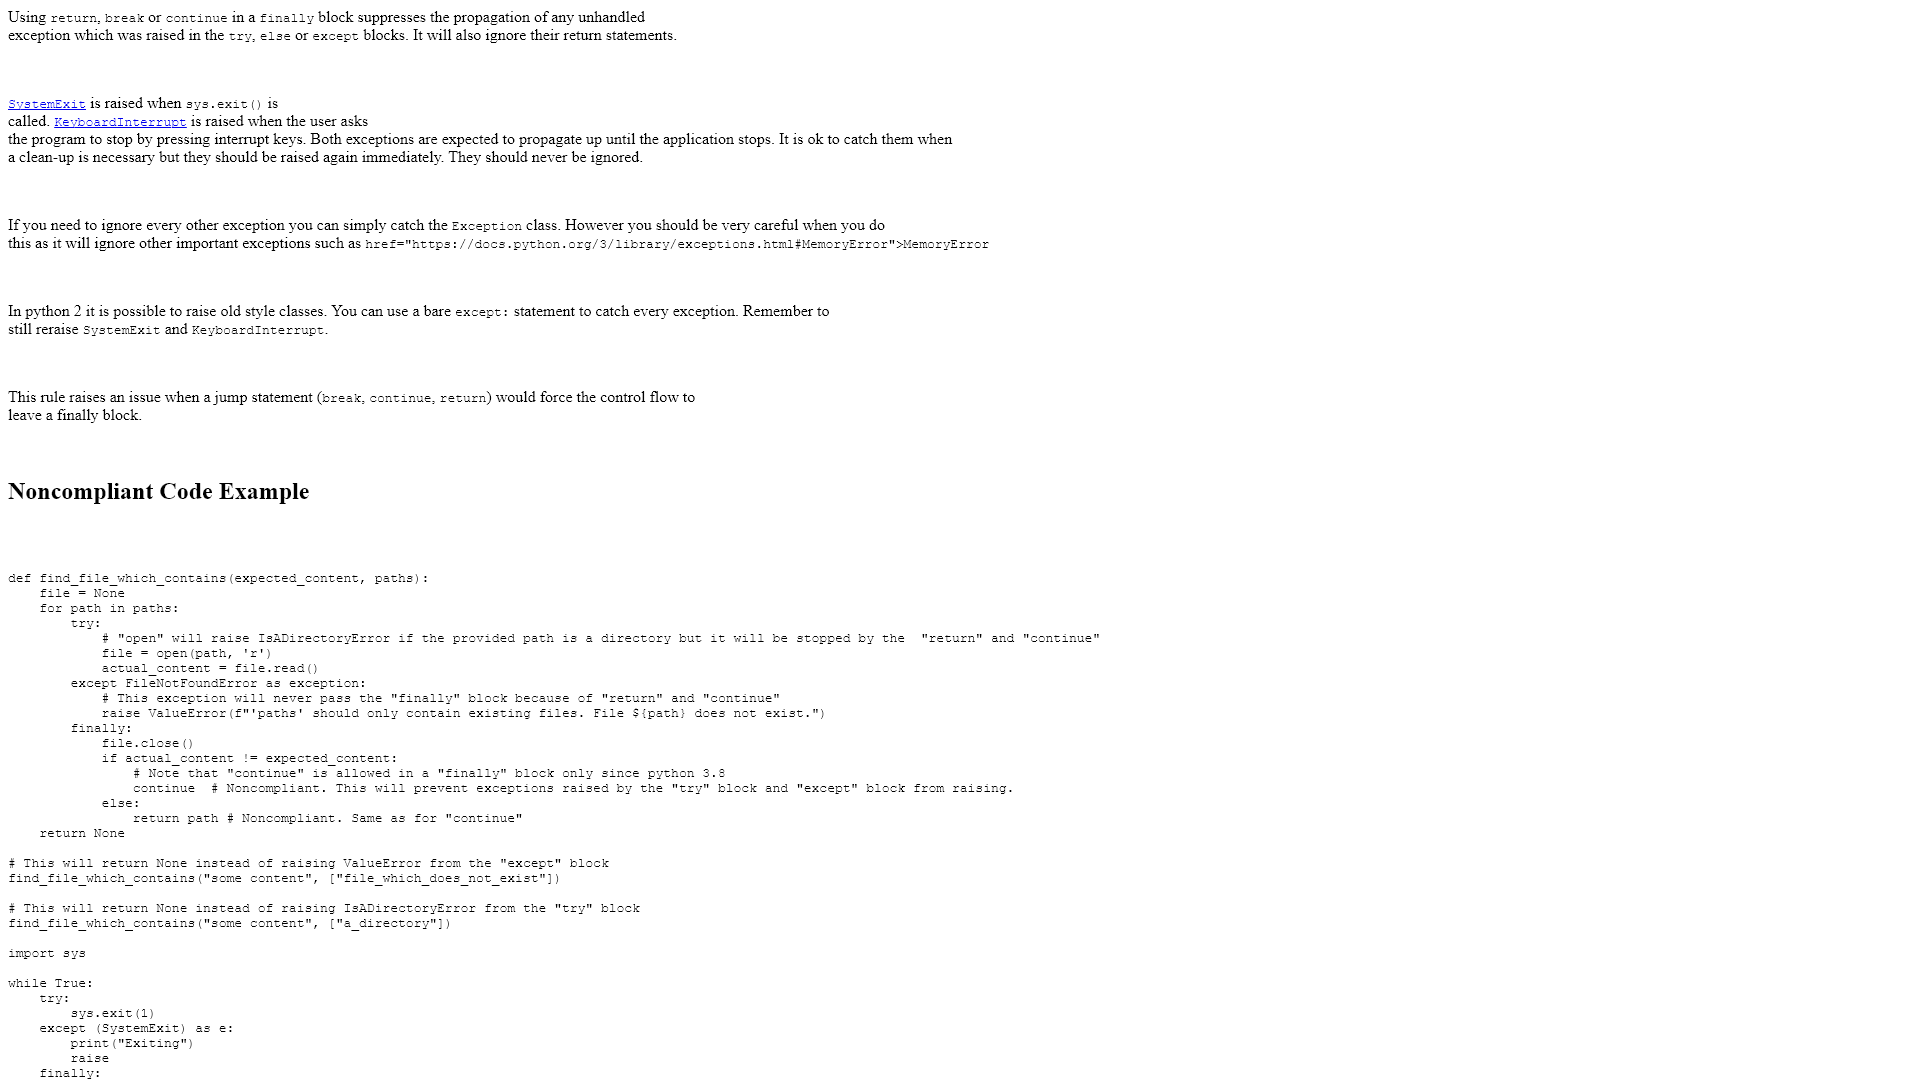 Using return, break or continue in a finally block suppresses the propagation of any unhandled
exception which was raised in the try, else or except blocks. It will also ignore their return statements.
SystemExit is raised when sys.exit() is
called. KeyboardInterrupt is raised when the user asks
the program to stop by pressing interrupt keys. Both exceptions are expected to propagate up until the application stops. It is ok to catch them when
a clean-up is necessary but they should be raised again immediately. They should never be ignored.
If you need to ignore every other exception you can simply catch the Exception class. However you should be very careful when you do
this as it will ignore other important exceptions such as href="https://docs.python.org/3/library/exceptions.html#MemoryError">MemoryError
In python 2 it is possible to raise old style classes. You can use a bare except: statement to catch every exception. Remember to
still reraise SystemExit and KeyboardInterrupt.
This rule raises an issue when a jump statement (break, continue, return) would force the control flow to
leave a finally block.
Noncompliant Code Example
def find_file_which_contains(expected_content, paths):
    file = None
    for path in paths:
        try:
            # "open" will raise IsADirectoryError if the provided path is a directory but it will be stopped by the  "return" and "continue"
            file = open(path, 'r')
            actual_content = file.read()
        except FileNotFoundError as exception:
            # This exception will never pass the "finally" block because of "return" and "continue"
            raise ValueError(f"'paths' should only contain existing files. File ${path} does not exist.")
        finally:
            file.close()
            if actual_content != expected_content:
                # Note that "continue" is allowed in a "finally" block only since python 3.8
                continue  # Noncompliant. This will prevent exceptions raised by the "try" block and "except" block from raising.
            else:
                return path # Noncompliant. Same as for "continue"
    return None
# This will return None instead of raising ValueError from the "except" block
find_file_which_contains("some content", ["file_which_does_not_exist"])
# This will return None instead of raising IsADirectoryError from the "try" block
find_file_which_contains("some content", ["a_directory"])
import sys
while True:
    try:
        sys.exit(1)
    except (SystemExit) as e:
        print("Exiting")
        raise
    finally: